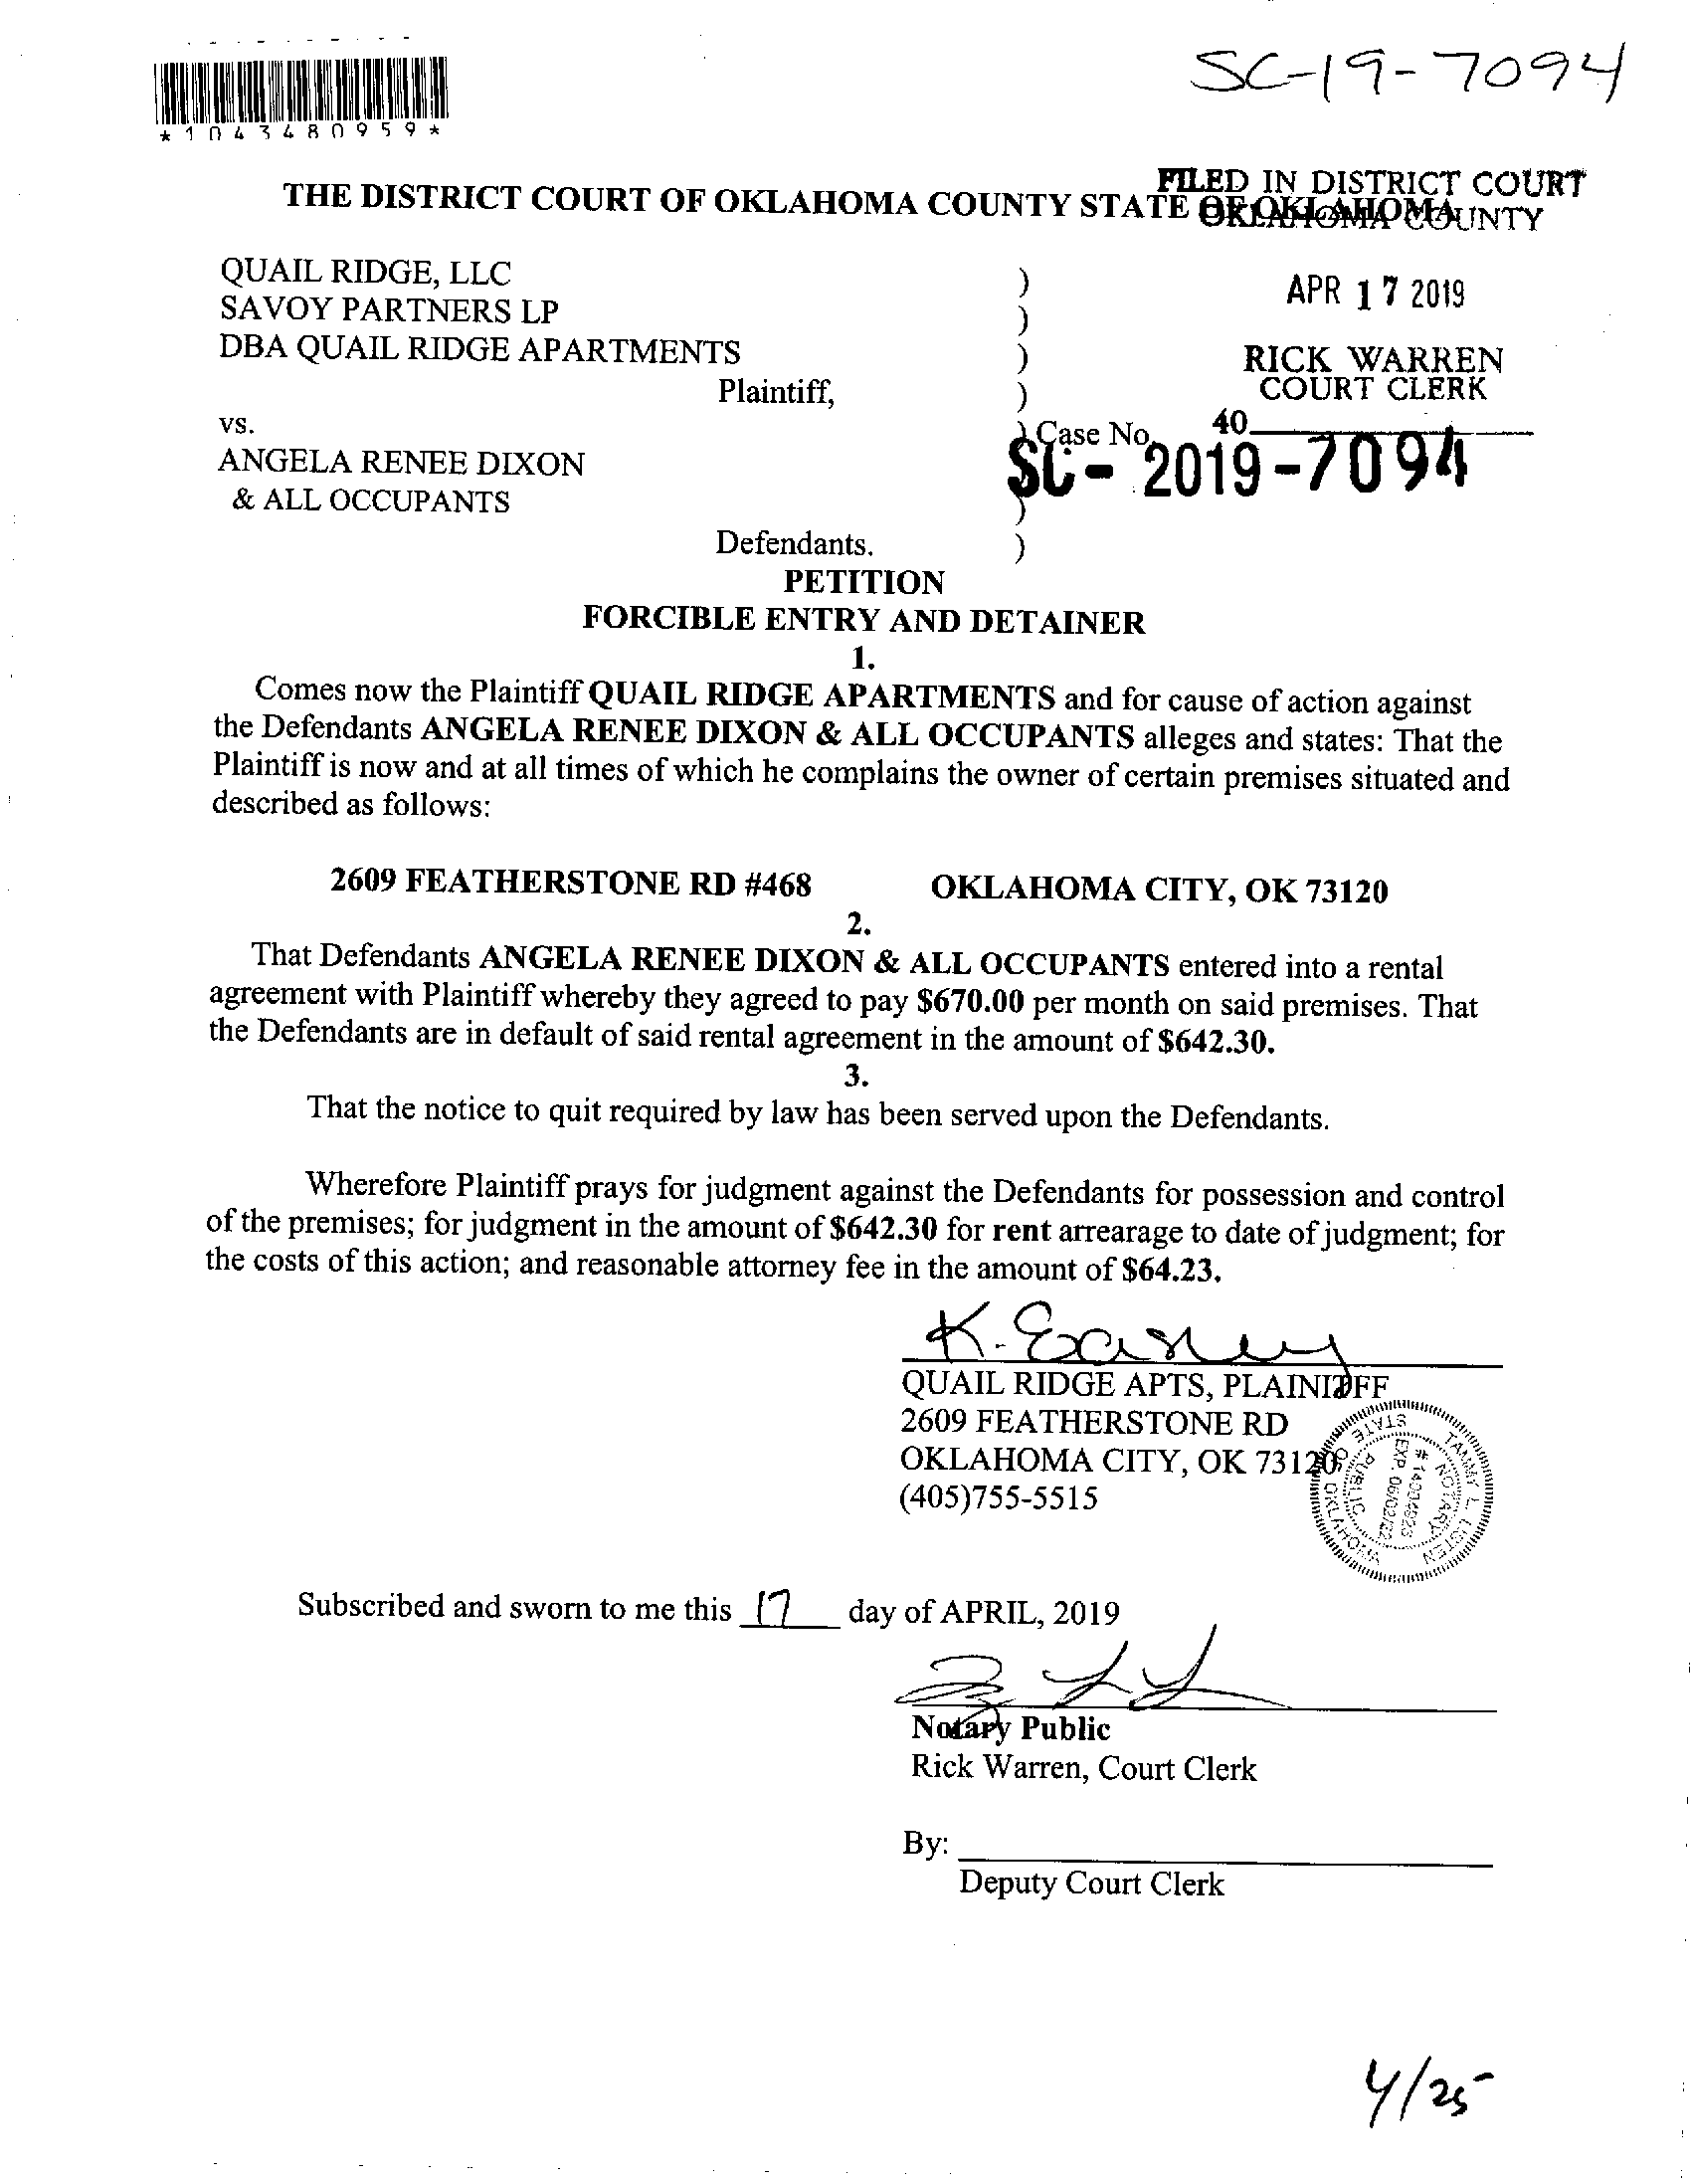 SC-19-7094
*1043480959*
FILED IN DISTRICT COURT
OKLAHOMA COUNTY
THE DISTRICT COURT OF OKLAHOMA COUNTY STATE OF OKLAHOMA
QUAIL RIDGE, LLC )
SAVOY PARTNERS LP )
DBA QUAIL RIDGE APARTMENTS )
Plaintiff, )
APR 17 2019
RICK WARREN
COURT CLERK
40
vs. ) Case No.
SC- 2019-7094
ANGELA RENEE DIXON
& ALL OCCUPANTS )
Defendants. )
PETITION
FORCIBLE ENTRY AND DETAINER
1.
Comes now the Plaintiff QUAIL RIDGE APARTMENTS and for cause of action against
the Defendants ANGELA RENEE DIXON & ALL OCCUPANTS alleges and states: That the
Plaintiff is now and at all times of which he complains the owner of certain premises situated and
described as follows:
2609 FEATHERSTONE RD #468 OKLAHOMA CITY, OK 73120
2.
That Defendants ANGELA RENEE DIXON & ALL OCCUPANTS entered into a rental
agreement with Plaintiff whereby they agreed to pay $670.00 per month on said premises. That
the Defendants are in default of said rental agreement in the amount of $642.30.
3.
That the notice to quit required by law has been served upon the Defendants.
Wherefore Plaintiff prays for judgment against the Defendants for possession and control
of the premises; for judgment in the amount of $642.30 for rent arrearage to date of judgment; for
the costs of this action; and reasonable attorney fee in the amount of $64.23.
K. Easley
QUAIL RIDGE APTS, PLAINIFF
2609 FEATHERSTONE RD
OKLAHOMA CITY, OK 73120
(405)755-5515
TAMMY L. LISTEN
NOTARY PUBLIC
STATE OF OKLAHOMA
EXP. 06/02/22
Subscribed and sworn to me this 17 day of APRIL, 2019
Notary Public
Rick Warren, Court Clerk
By:
Deputy Court Clerk
4/25